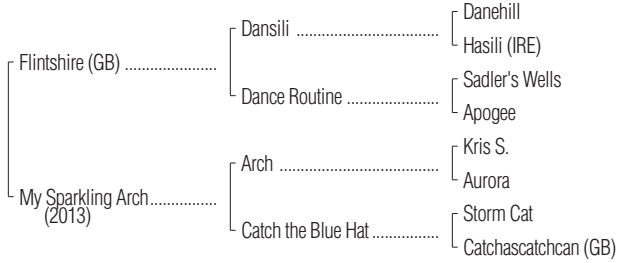 Danehill
Dansili ....................................
Hasili (IRE)
Flintshire (GB) .......................
Sadler's Wells
Dance Routine .......................
Apogee
Kris S.
Arch ........................................
Aurora
My Sparkling Arch.................
(2013)
Storm Cat
Catch the Blue Hat .................
Catchascatchcan (GB)